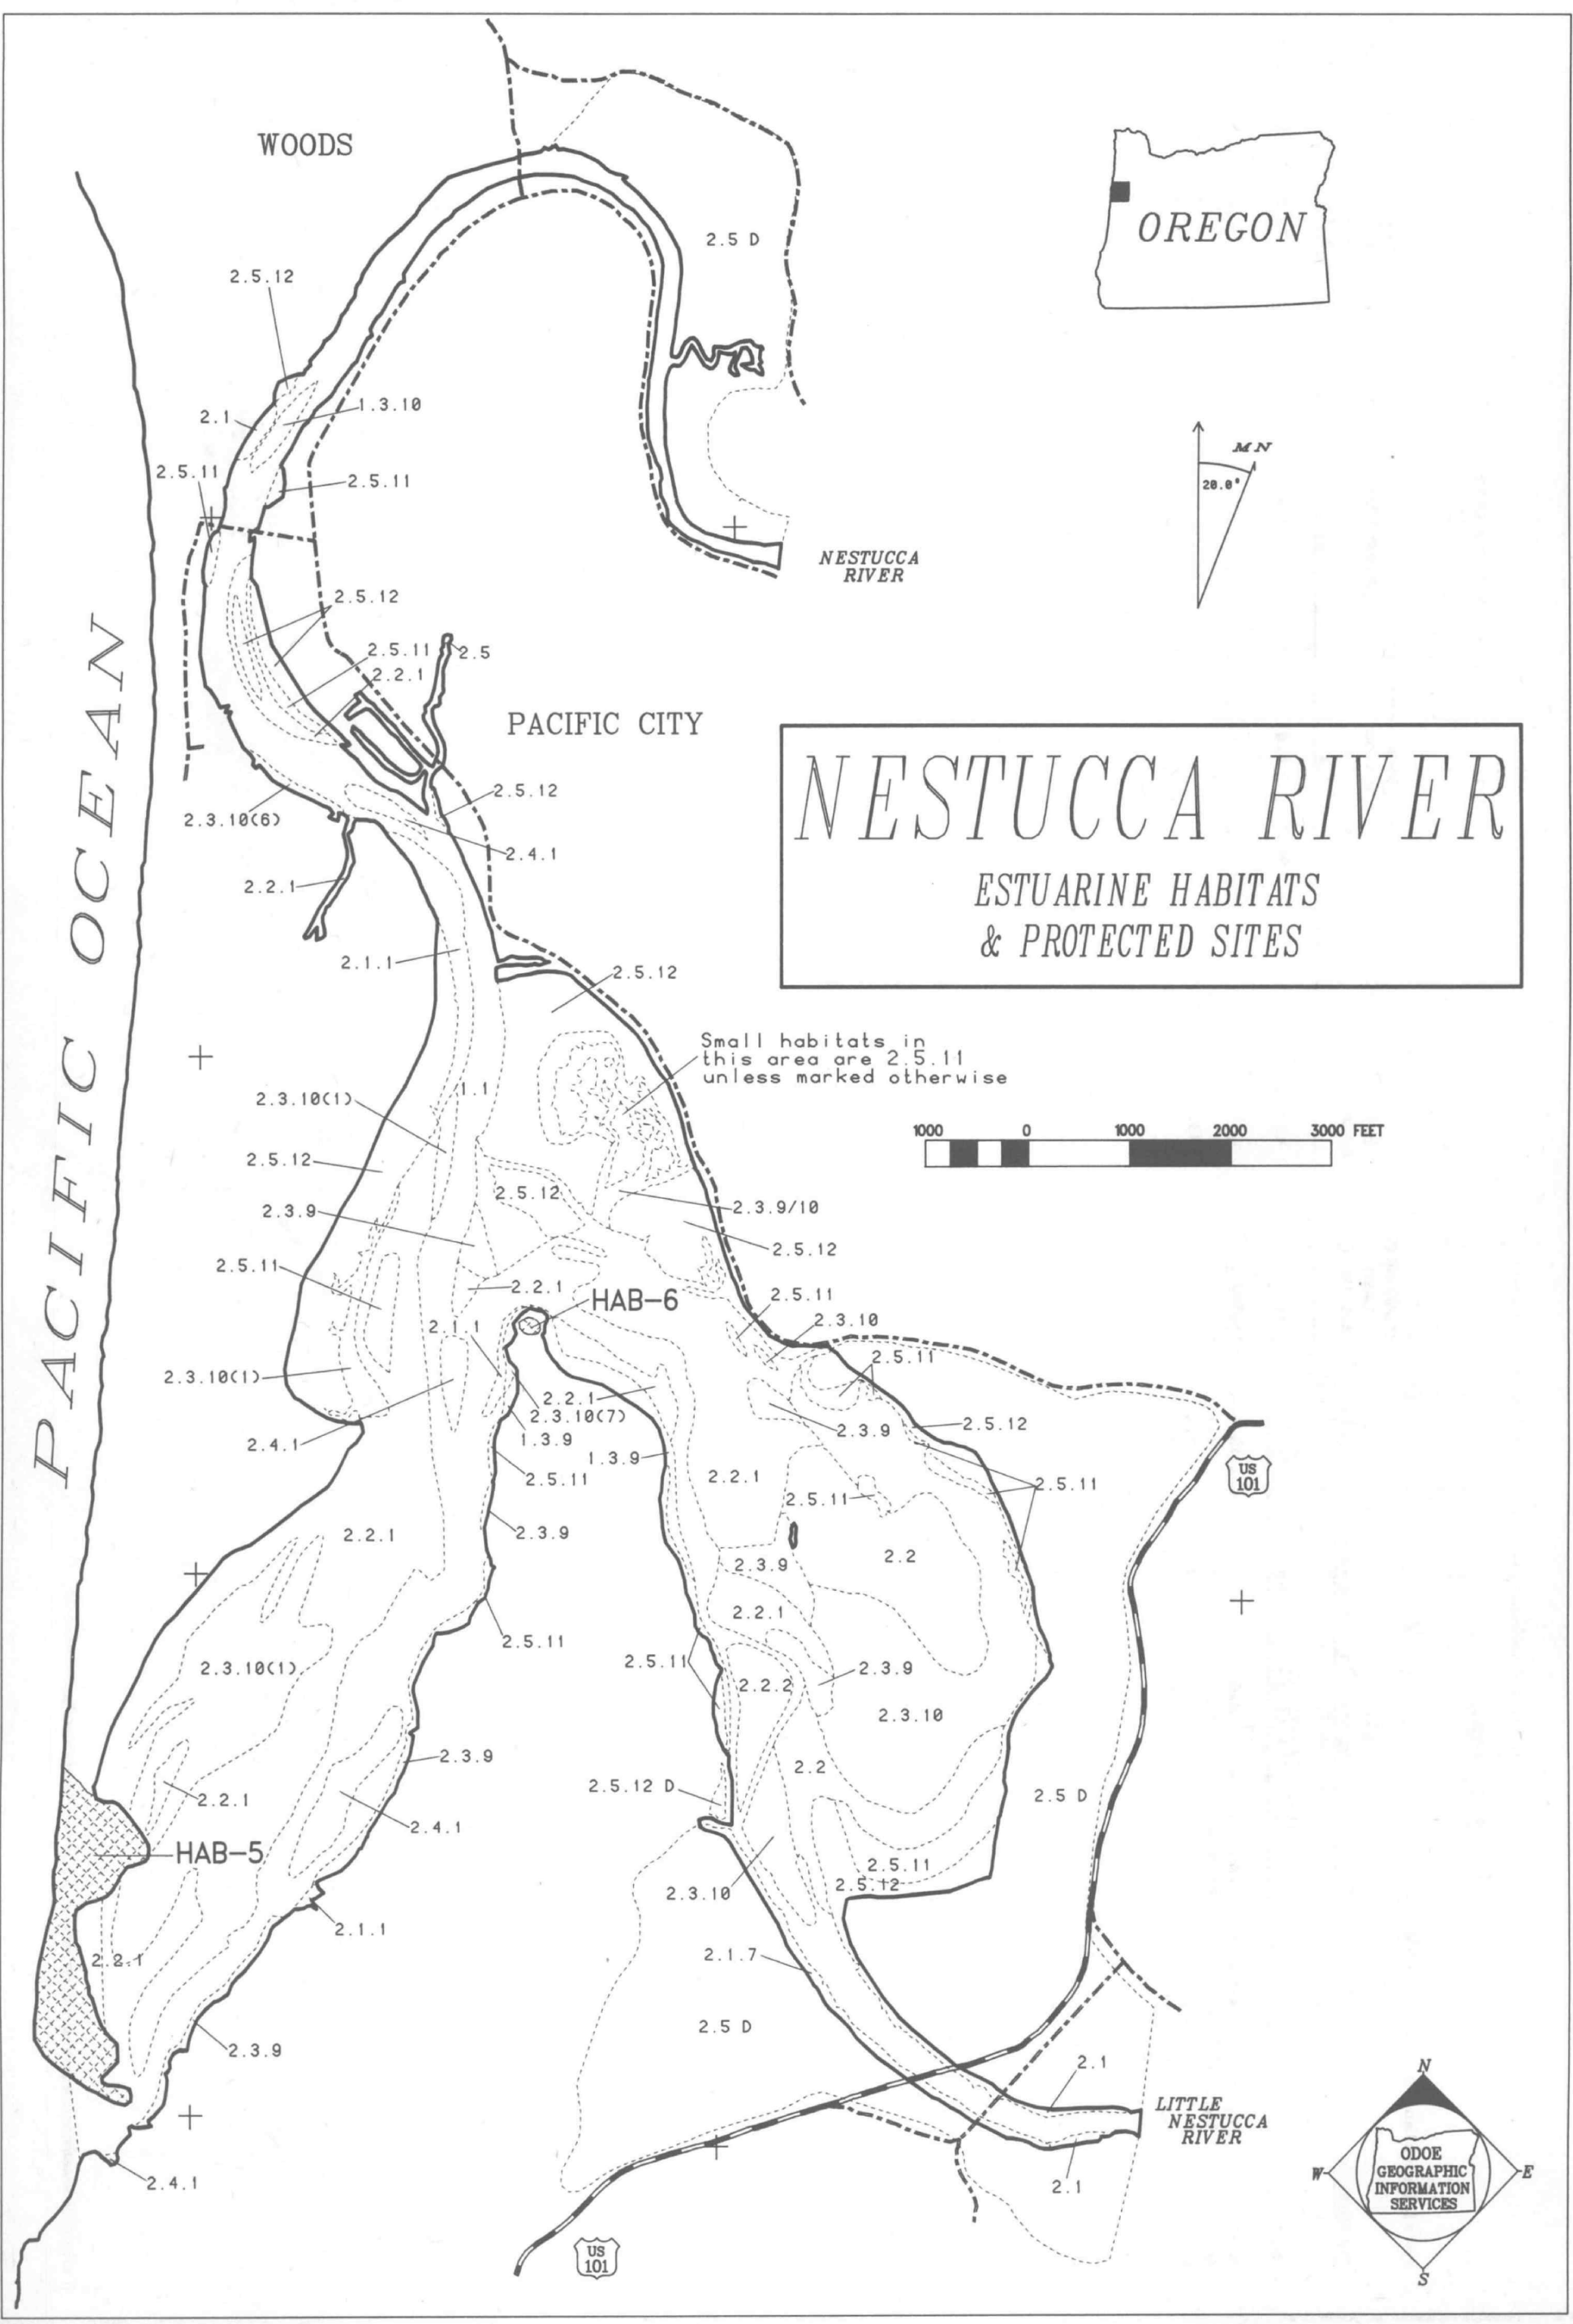 WOODS
OREGON
2.5 D
2.5.12
1.3.10
2.1
2.5.11
2.5.11
MN
20.0°
NESTUCCA
RIVER
2.5.12
2.5.11
2.5
2.2.1
PACIFIC CITY
PACIFIC OCEAN
NESTUCCA RIVER
ESTUARINE HABITATS
& PROTECTED SITES
2.5.12
2.3.10(6)
2.4.1
2.2.1
2.1.1
2.5.12
Small habitats in
this area are 2.5.11
unless marked otherwise
1.1
2.3.10(1)
1000 0 1000 2000 3000 FEET
2.5.12
2.5.12
2.3.9
2.3.9/10
2.5.12
2.5.11
2.2.1
HAB-6
2.5.11
2.3.10
2.1.1
2.5.11
2.3.10(1)
2.2.1
2.3.10(7)
2.3.9
2.5.12
1.3.9
2.4.1
1.3.9
2.5.11
2.2.1
2.5.11
2.5.11
US
101
2.2.1
2.3.9
2.3.9
2.2
2.2.1
2.5.11
2.5.11
2.3.10(1)
2.3.9
2.2.2
2.3.10
2.3.9
2.2
2.5.12 D
2.5 D
2.2.1
2.4.1
HAB-5
2.5.11
2.5.12
2.3.10
2.1.1
2.2.1
2.1.7
2.5 D
2.3.9
2.1
LITTLE
NESTUCCA
RIVER
2.1
2.4.1
US
101
N
W
E
S
ODOE
GEOGRAPHIC
INFORMATION
SERVICES